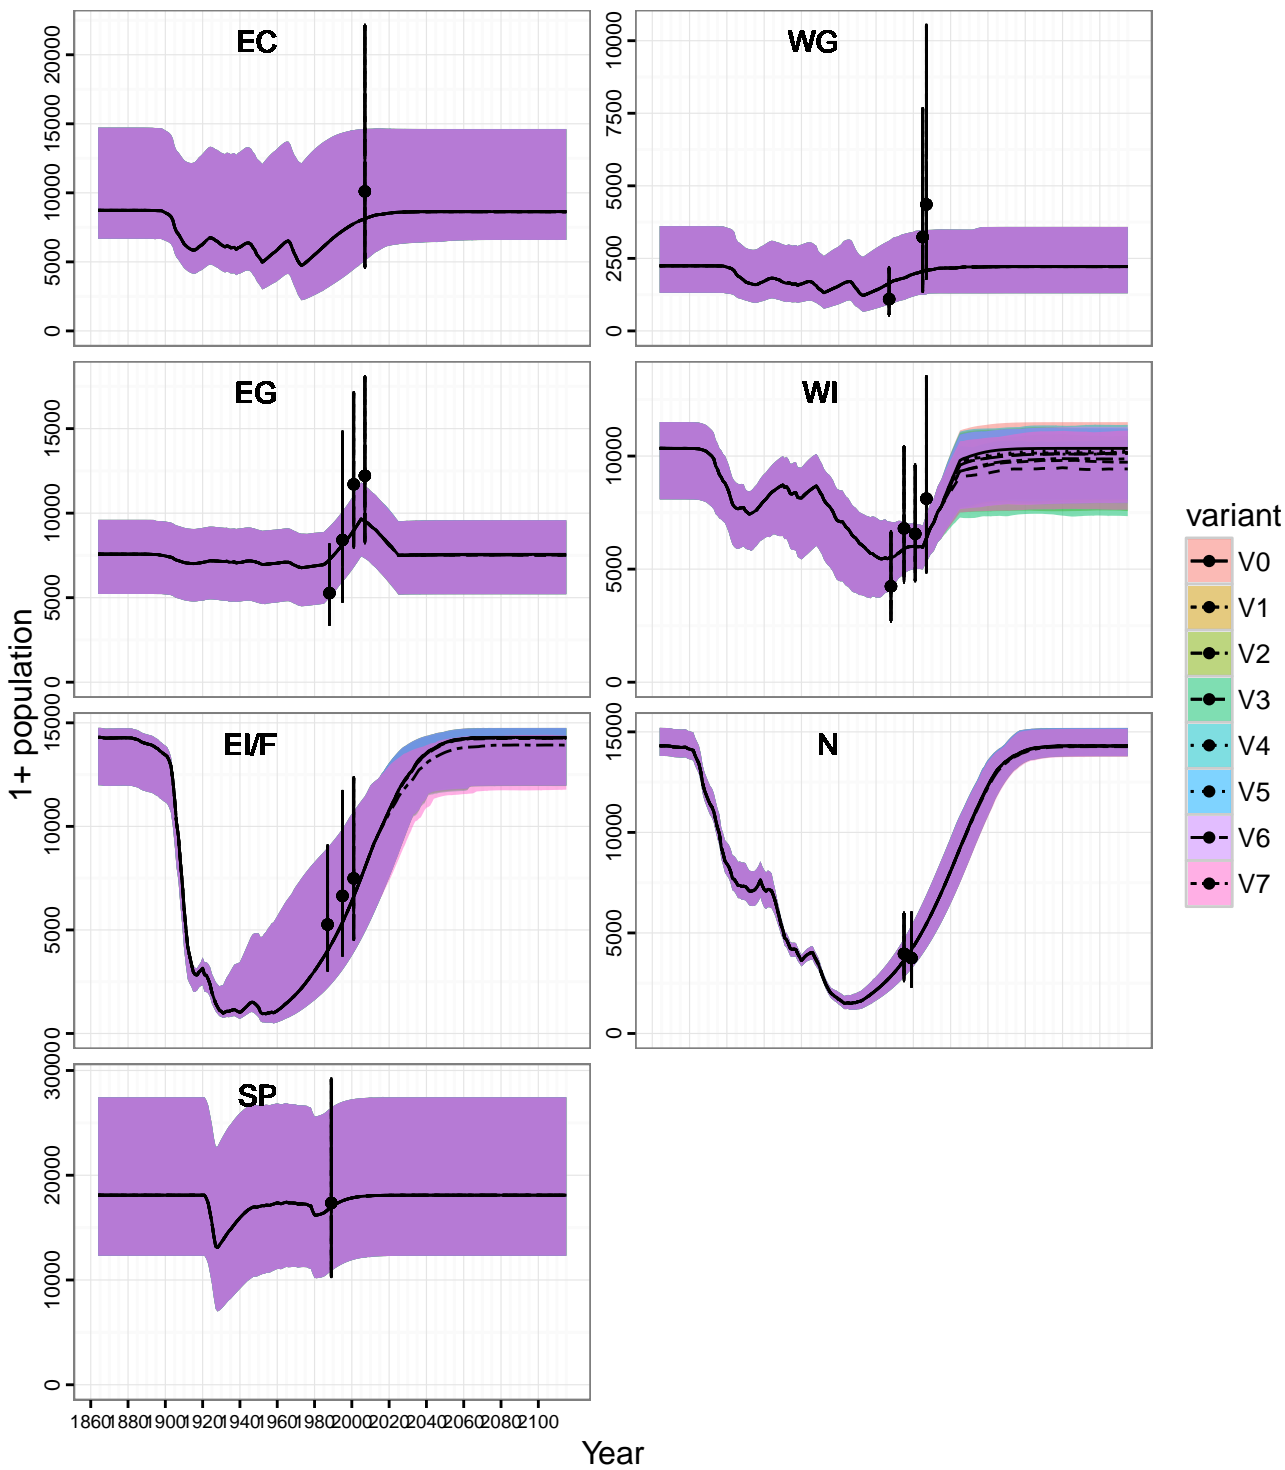 EC
0 5000 10000 15000 20000
WG
0 2500 5000 7500 10000
EG
0 5000 10000 15000
WI
0 5000 10000
EI/F
0 5000 10000 15000
N
0 5000 10000 15000
SP
0 10000 20000 30000
1860 1880 1900 1920 1940 1960 1980 2000 2020 2040 2060 2080 2100
1+ population
Year
variant
V0
V1
V2
V3
V4
V5
V6
V7